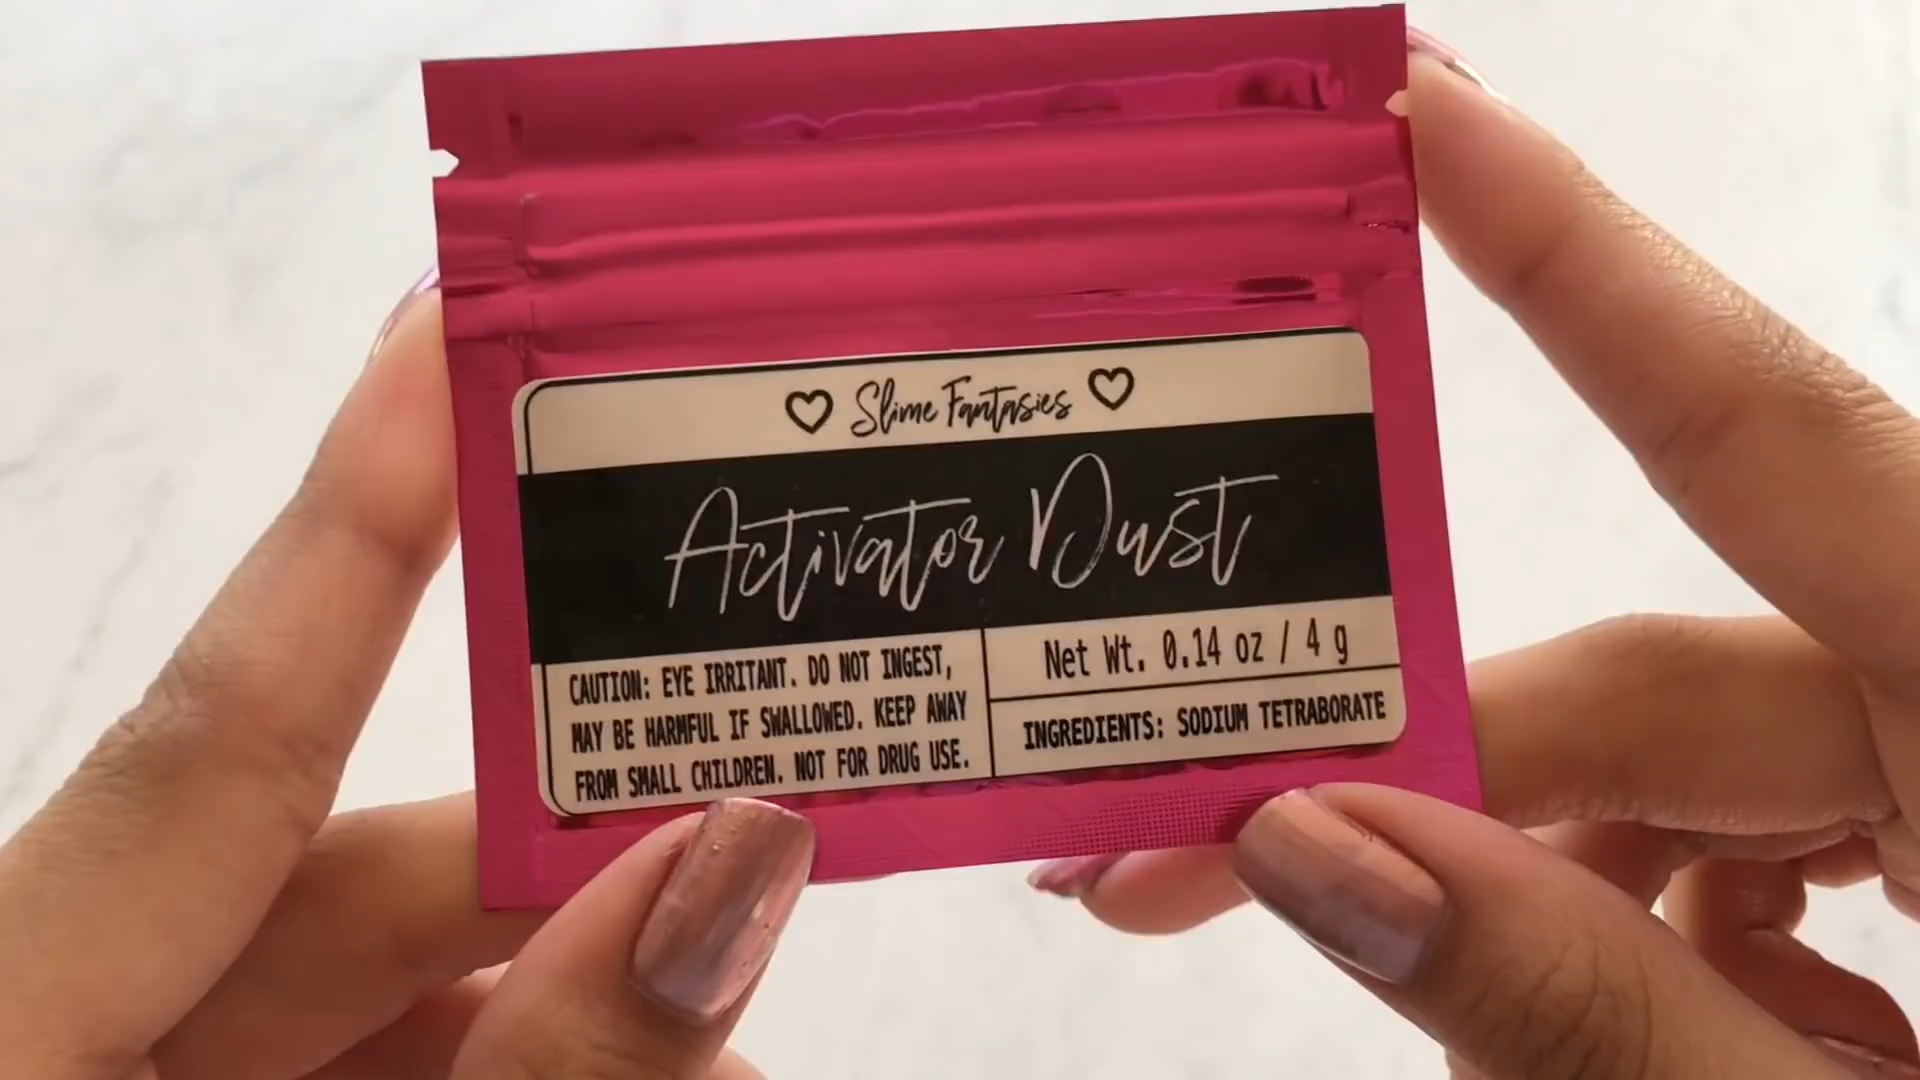 Slime Fantasies
Activator Dust
CAUTION: EYE IRRITANT. DO NOT INGEST,
MAY BE HARMFUL IF SWALLOWED. KEEP AWAY
FROM SMALL CHILDREN. NOT FOR DRUG USE.
Net Wt. 0.14 oz / 4 g
INGREDIENTS: SODIUM TETRABORATE